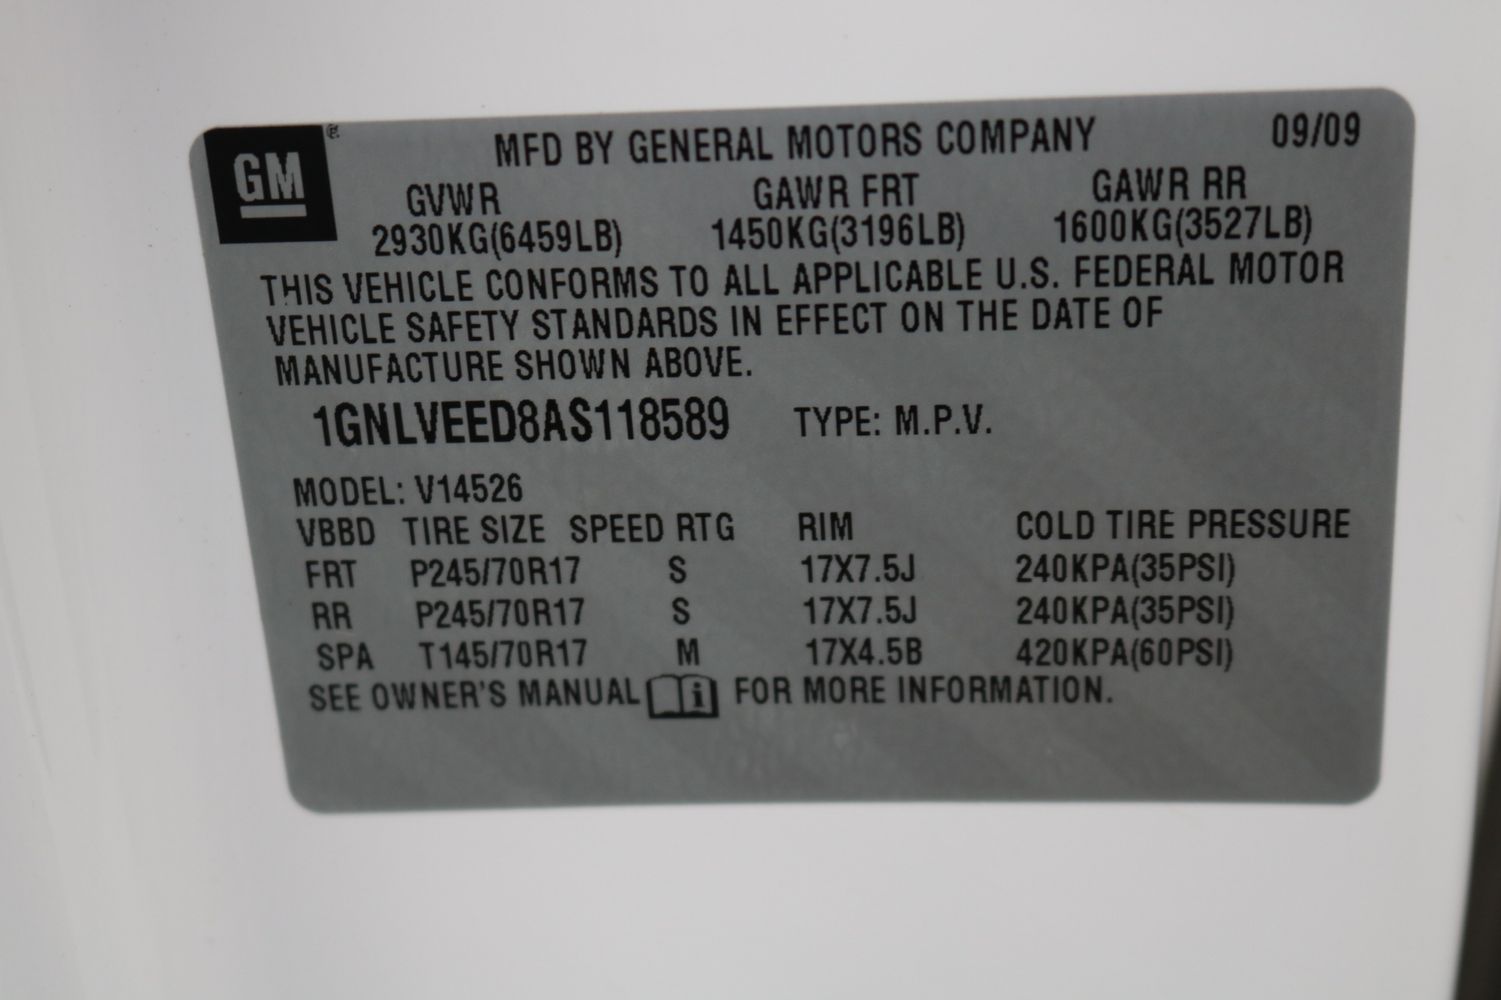 GM ®
MFD BY GENERAL MOTORS COMPANY 09/09
GVWR GAWR FRT GAWR RR
2930KG(6459LB) 1450KG(3196LB) 1600KG(3527LB)
THIS VEHICLE CONFORMS TO ALL APPLICABLE U.S. FEDERAL MOTOR
VEHICLE SAFETY STANDARDS IN EFFECT ON THE DATE OF
MANUFACTURE SHOWN ABOVE.
1GNLVEED8AS118589 TYPE: M.P.V.
MODEL: V14526
VBBD TIRE SIZE SPEED RTG RIM COLD TIRE PRESSURE
FRT P245/70R17 S 17X7.5J 240KPA(35PSI)
RR P245/70R17 S 17X7.5J 240KPA(35PSI)
SPA T145/70R17 M 17X4.5B 420KPA(60PSI)
SEE OWNER'S MANUAL i FOR MORE INFORMATION.